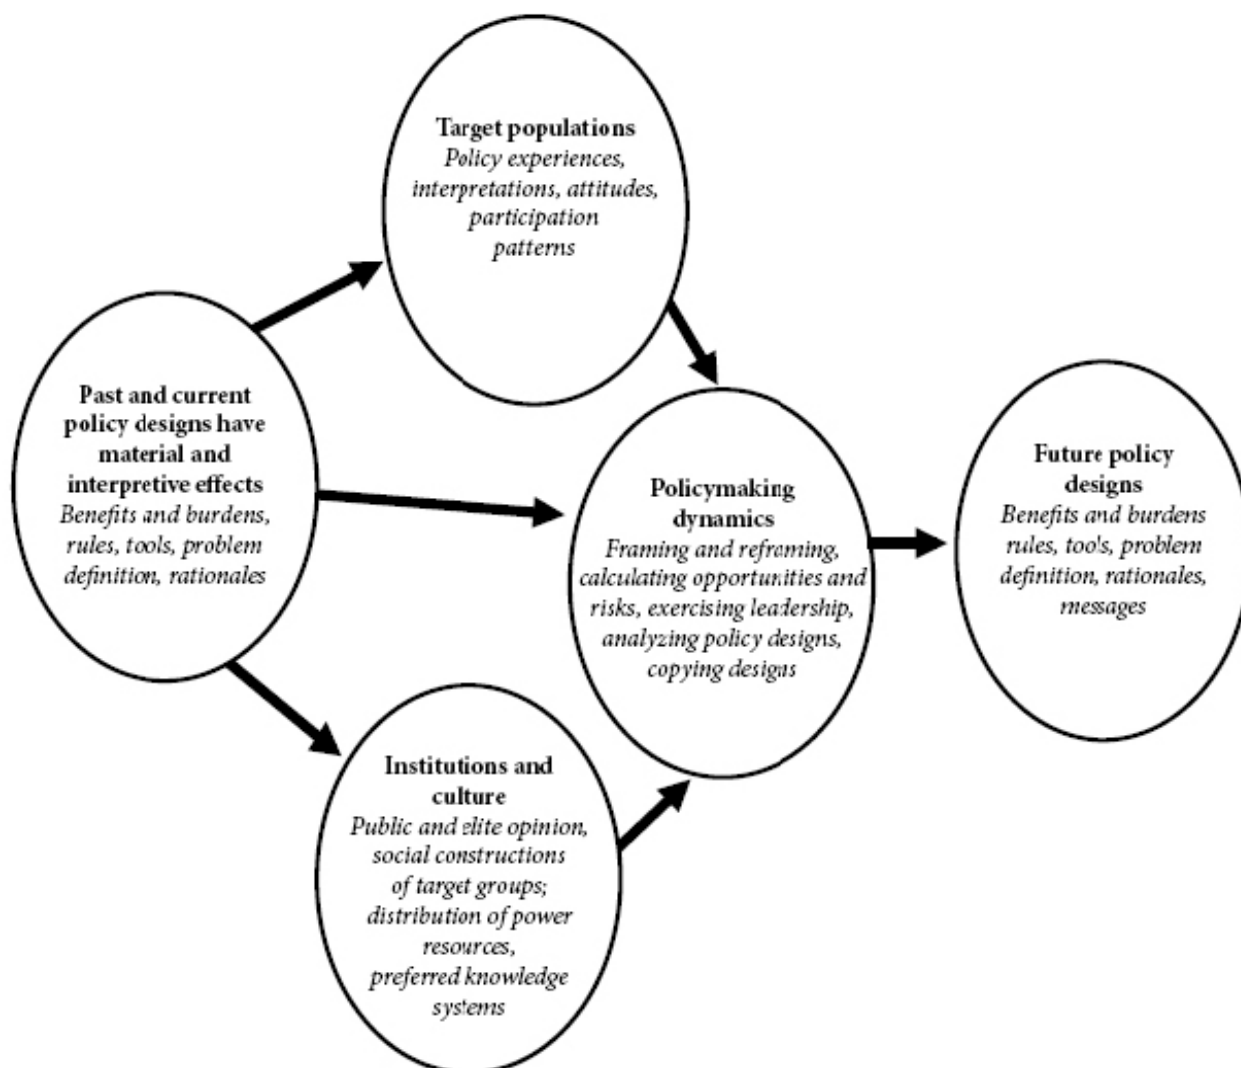 Target populations
Policy experiences,
interpretations, attitudes,
participation
patterns
Past and current
policy designs have
material and
interpretive effects
Benefits and burdens,
rules, tools, problem
definition, rationales
Policymaking
dynamics
Framing and reframing,
calculating opportunities and
risks, exercising leadership,
analyzing policy designs,
copying designs
Future policy
designs
Benefits and burdens
rules, tools, problem
definition, rationales,
messages
Institutions and
culture
Public and elite opinion,
social constructions
of target groups;
distribution of power
resources,
preferred knowledge
systems